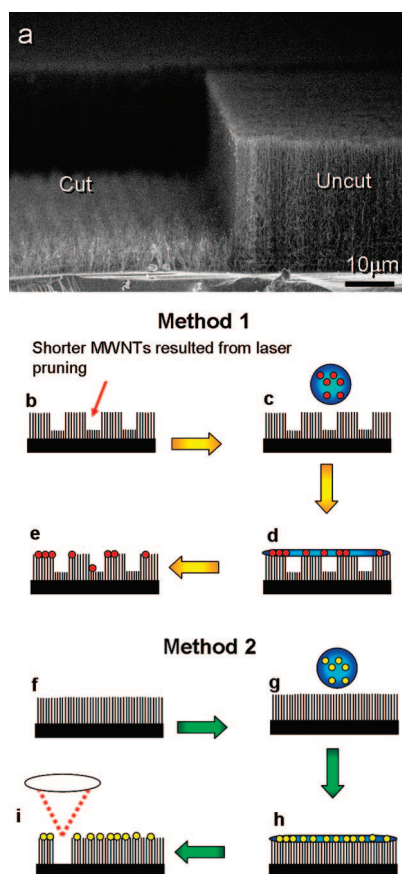 a
Cut
Uncut
10μm
Method 1
Shorter MWNTs resulted from laser
pruning
b
c
e
d
Method 2
f
g
i
h